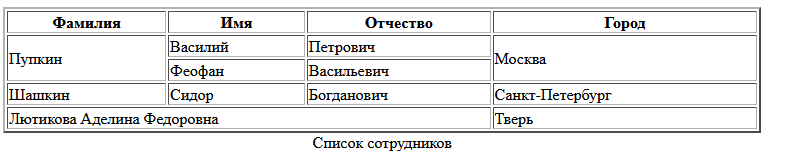 Фамилия Имя Отчество Город
Пупкин Василий Петрович Москва
Феофан Васильевич
Шашкин Сидор Богданович Санкт-Петербург
Лютикова Аделина Федоровна Тверь
Список сотрудников